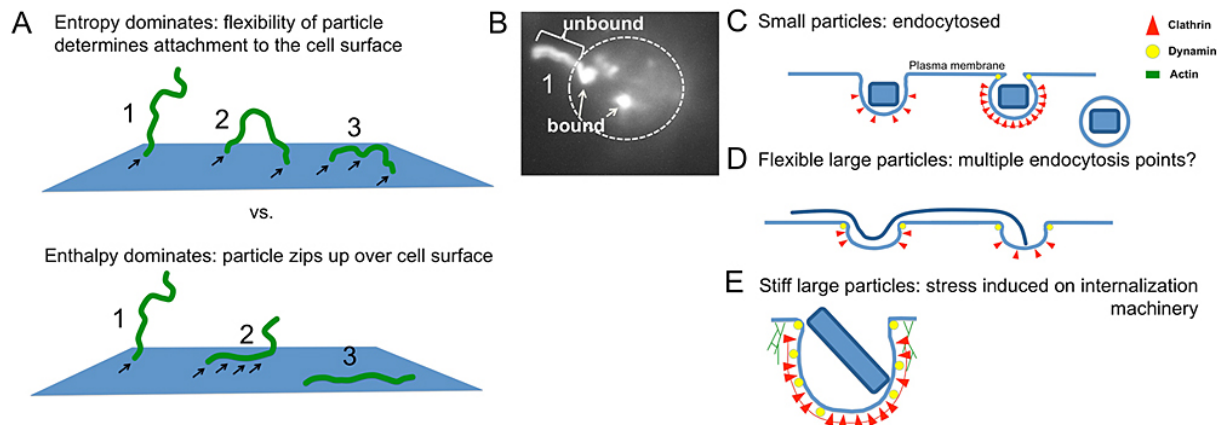 A
Entropy dominates: flexibility of particle
determines attachment to the cell surface
1
2
3
vs.
Enthalpy dominates: particle zips up over cell surface
1
2
3
B
unbound
1
bound
C
Small particles: endocytosed
Plasma membrane
Clathrin
Dynamin
Actin
D
Flexible large particles: multiple endocytosis points?
E
Stiff large particles: stress induced on internalization
machinery